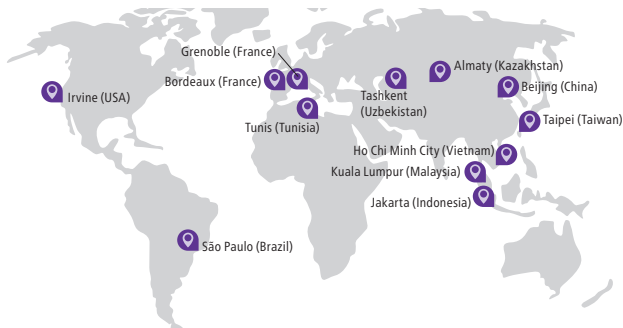 Grenoble (France)
Almaty (Kazakhstan)
Bordeaux (France)
Beijing (China)
Irvine (USA)
Tashkent
(Uzbekistan)
Taipei (Taiwan)
Tunis (Tunisia)
Ho Chi Minh City (Vietnam)
Kuala Lumpur (Malaysia)
Jakarta (Indonesia)
São Paulo (Brazil)